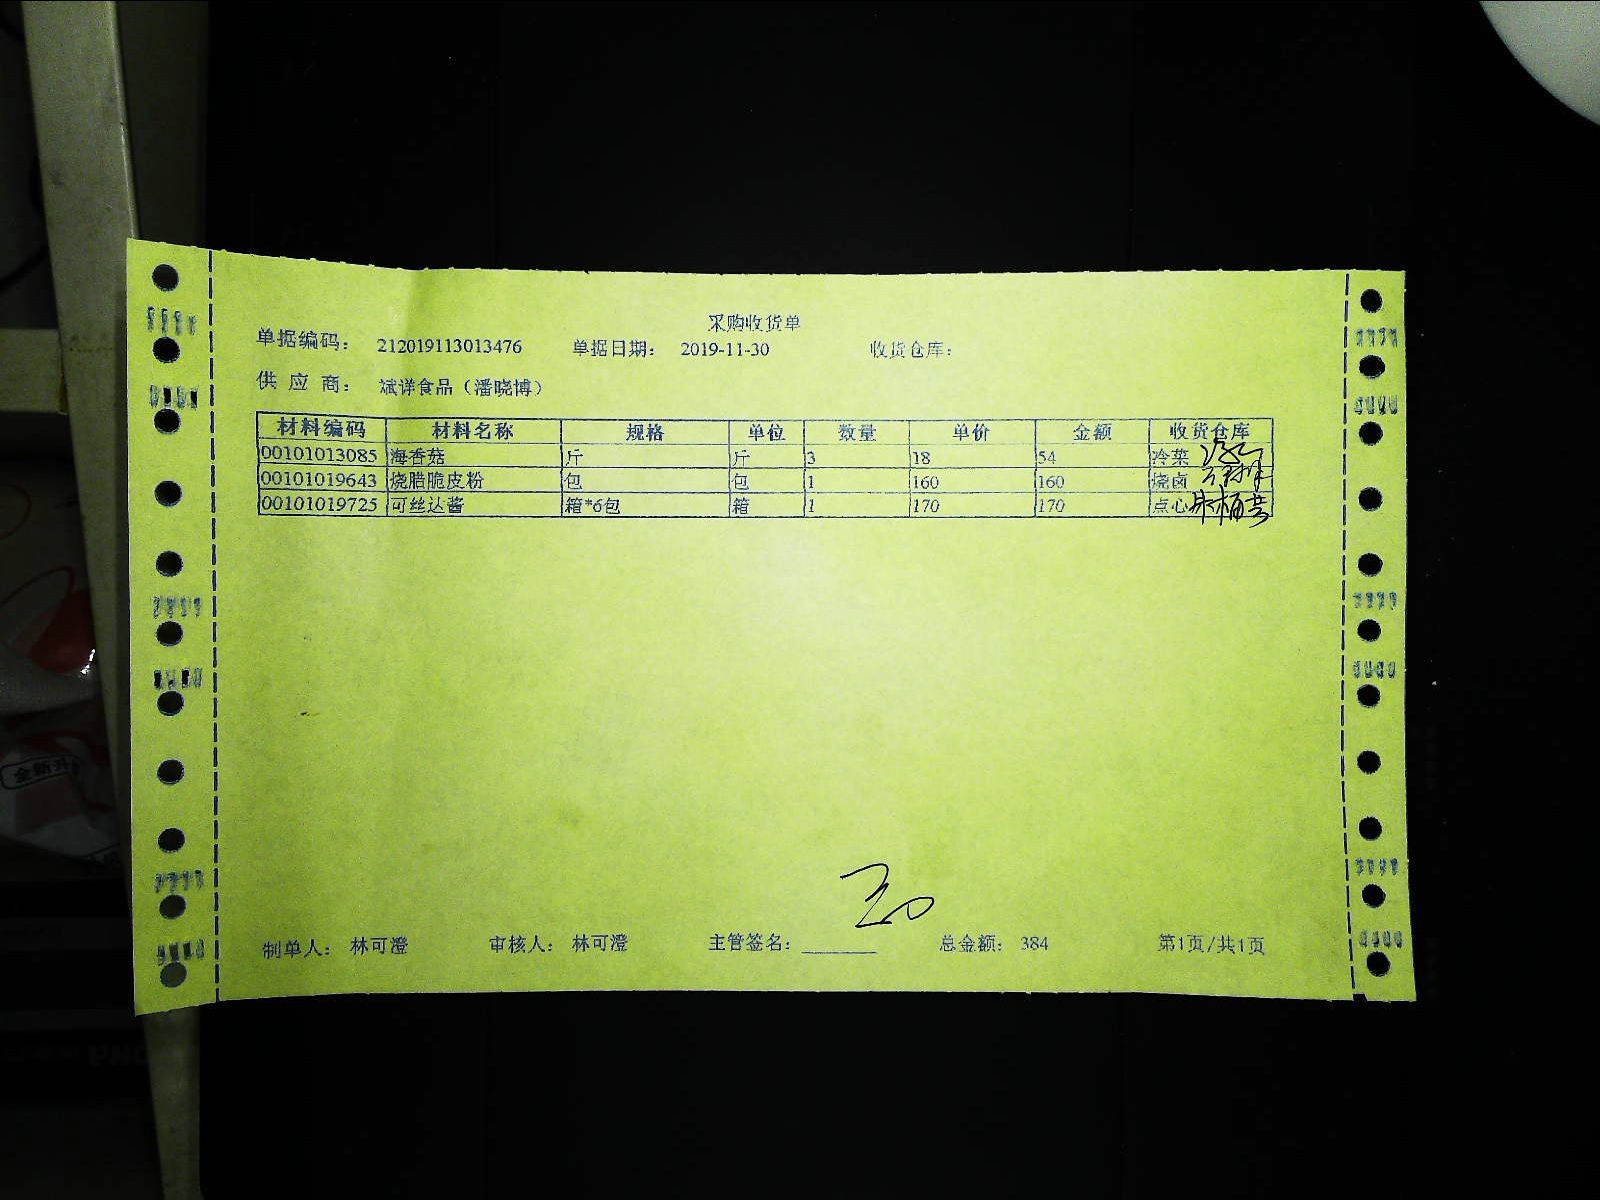 采购收货单
单据编码： 212019113013476 单据日期： 2019-11-30 收货仓库：
供应商： 斌详食品（潘晓博）
材料编码 材料名称 规格 单位 数量 单价 金额 收货仓库
00101013085 海香菇 斤 斤 3 18 54 冷菜
00101019643 烧腊脆皮粉 包 包 1 160 160 烧卤
00101019725 可丝达酱 箱*6包 箱 1 170 170 点心
制单人： 林可澄 审核人： 林可澄 主管签名： 总金额： 384 第1页/共1页
全新升